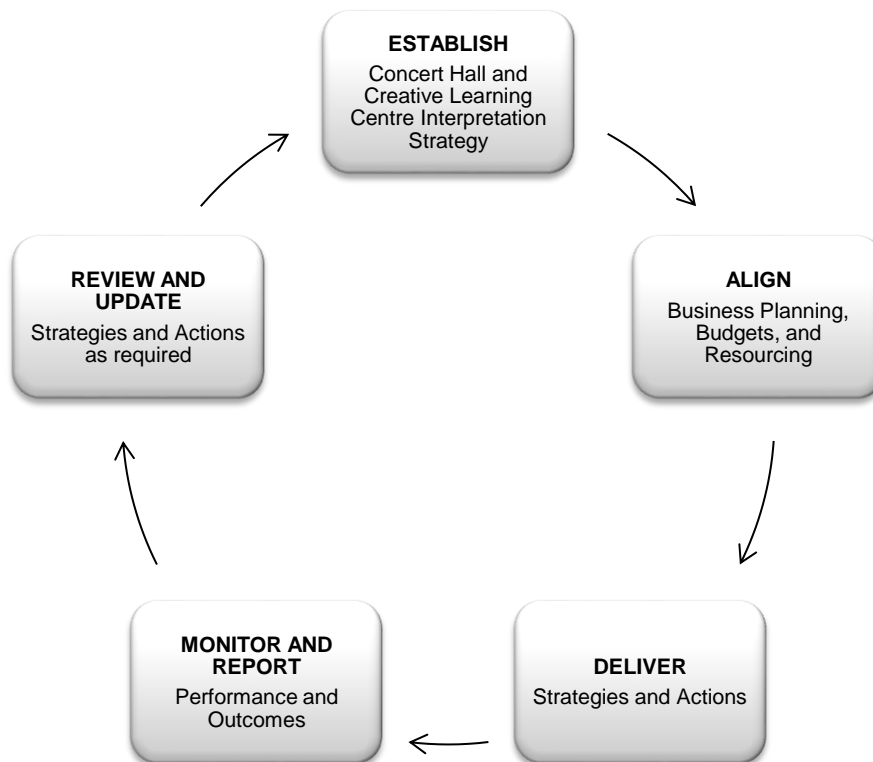 ESTABLISH
Concert Hall and
Creative Learning
Centre Interpretation
Strategy
ALIGN
Business Planning,
Budgets, and
Resourcing
DELIVER
Strategies and Actions
MONITOR AND
REPORT
Performance and
Outcomes
REVIEW AND
UPDATE
Strategies and Actions
as required